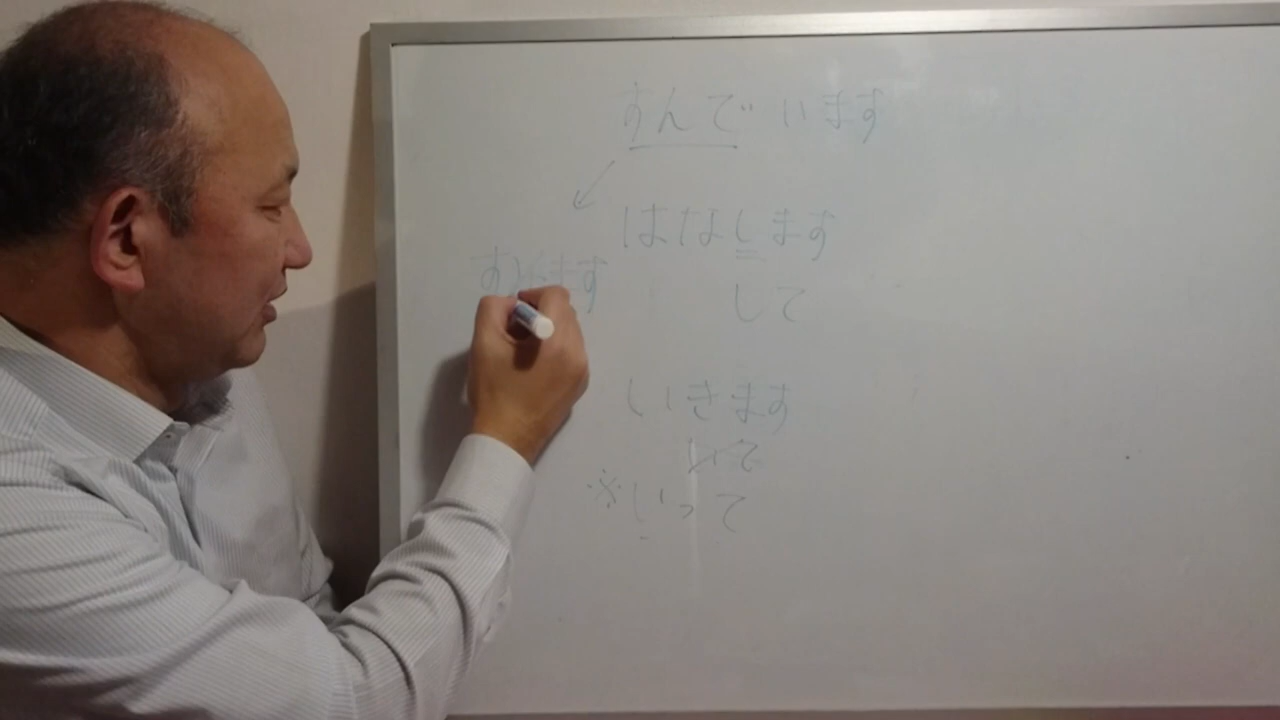 すんで います
はなします
して
いきます
※いって